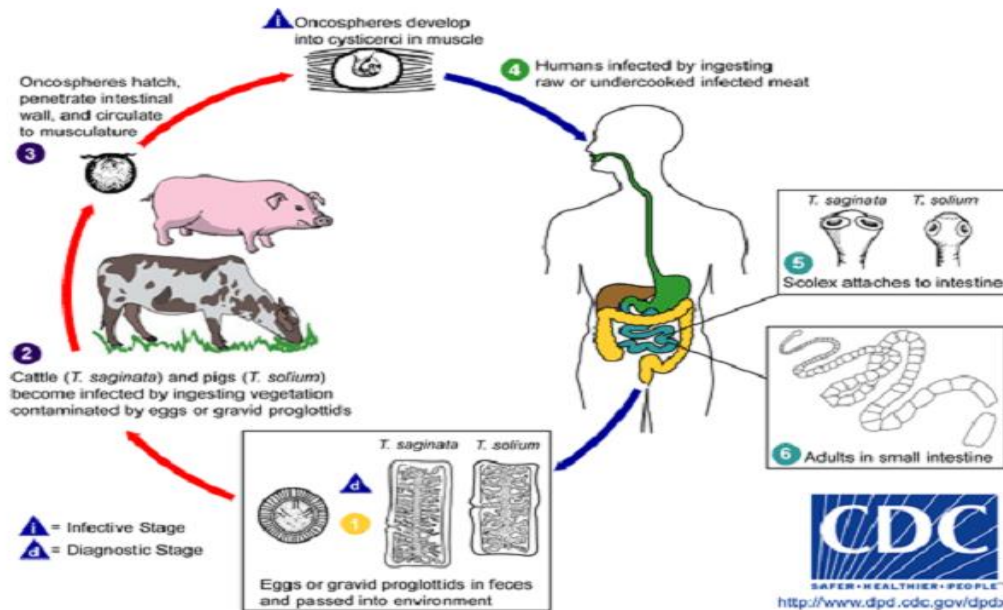 i
Oncospheres develop
into cysticerci in muscle
4
Humans infected by ingesting
raw or undercooked infected meat
Oncospheres hatch,
penetrate intestinal
wall, and circulate
to musculature
3
T. saginata T. solium
5
Scolex attaches to intestine
2
Cattle (T. saginata) and pigs (T. solium)
become infected by ingesting vegetation
contaminated by eggs or gravid proglottids
6 Adults in small intestine
T. saginata T. solium
d
1
Eggs or gravid proglottids in feces
and passed into environment
i = Infective Stage
d = Diagnostic Stage
CDC
SAFER • HEALTHIER • PEOPLE
http://www.dpd.cdc.gov/dpdx